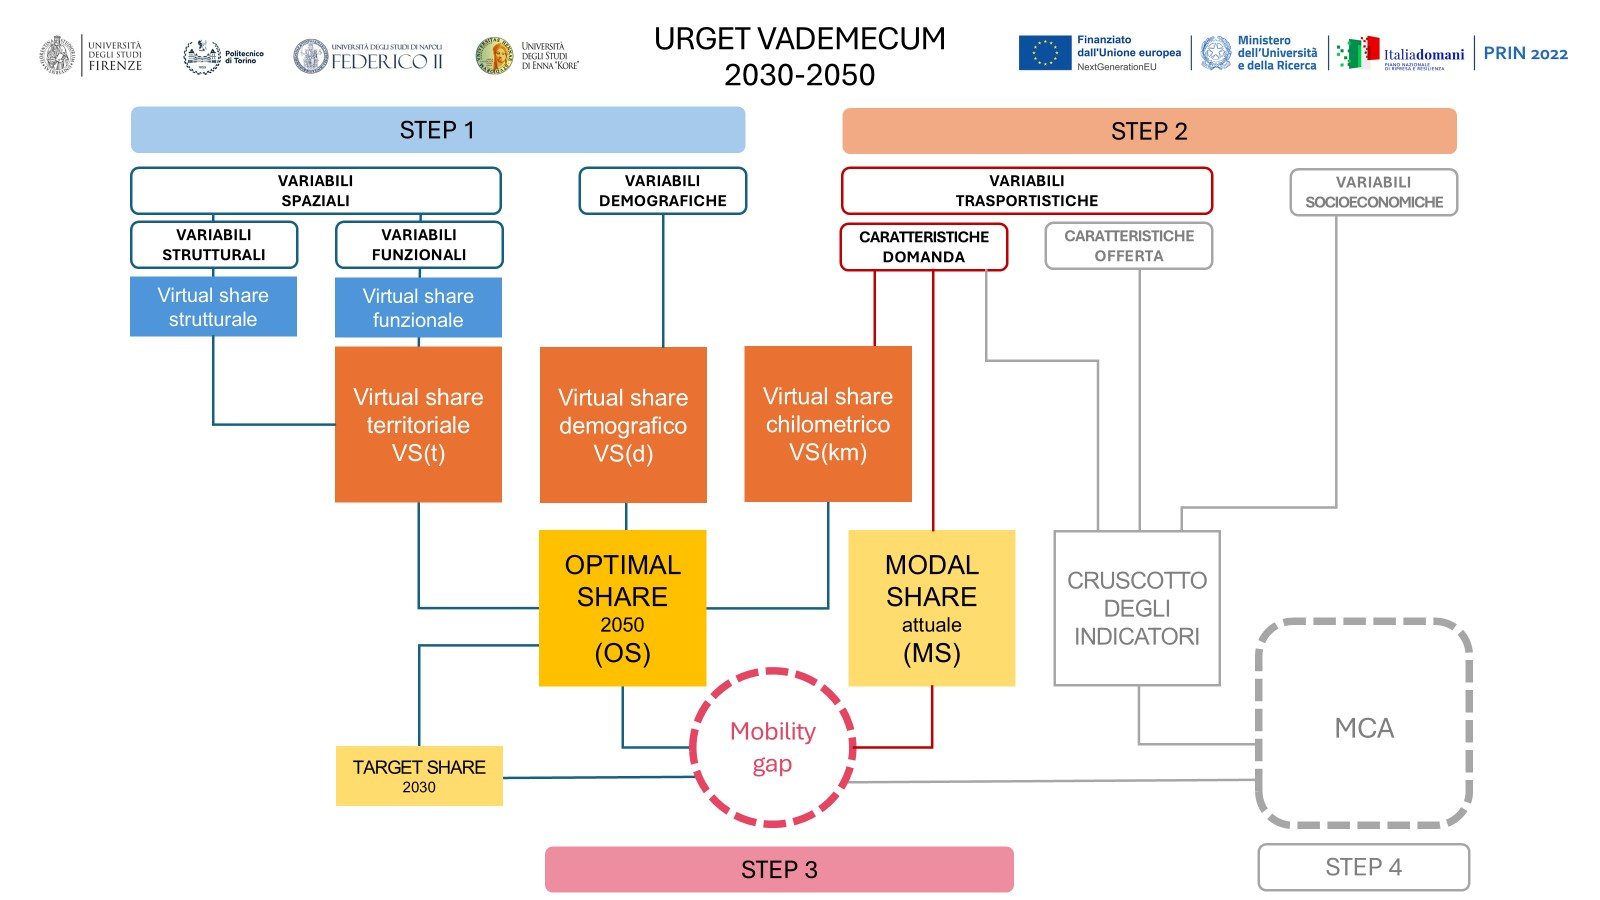 UNIVERSITÀ
DEGLI STUDI
FIRENZE
Politecnico
di Torino
UNIVERSITÀ DEGLI STUDI DI NAPOLI
FEDERICO II
UNIVERSITÀ
DEGLI STUDI
DI ENNA "KORE"
URGET VADEMECUM
2030-2050
Finanziato
dall'Unione europea
NextGenerationEU
Ministero
dell'Università
e della Ricerca
Italiadomani
PIANO NAZIONALE
DI RIPRESA E RESILIENZA
PRIN 2022
STEP 1
STEP 2
VARIABILI
SPAZIALI
VARIABILI
DEMOGRAFICHE
VARIABILI
TRASPORTISTICHE
VARIABILI
SOCIOECONOMICHE
VARIABILI
STRUTTURALI
VARIABILI
FUNZIONALI
CARATTERISTICHE
DOMANDA
CARATTERISTICHE
OFFERTA
Virtual share
strutturale
Virtual share
funzionale
Virtual share
territoriale
VS(t)
Virtual share
demografico
VS(d)
Virtual share
chilometrico
VS(km)
OPTIMAL
SHARE
2050
(OS)
MODAL
SHARE
attuale
(MS)
CRUSCOTTO
DEGLI
INDICATORI
Mobility
gap
MCA
TARGET SHARE
2030
STEP 3
STEP 4